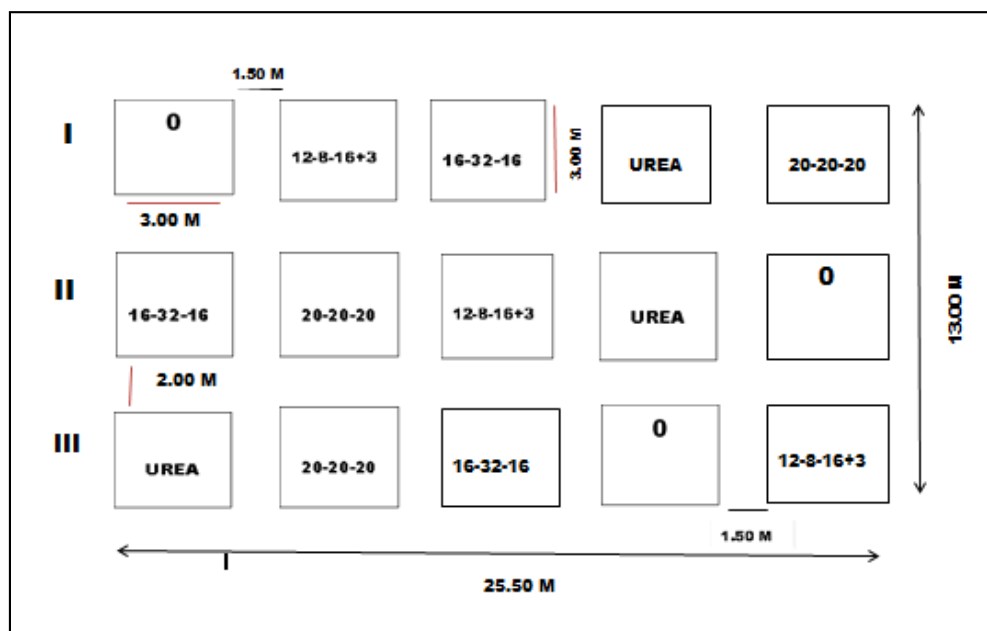 1.50 M
I
0
12-8-16+3
16-32-16
3.00 M
UREA
20-20-20
3.00 M
II
16-32-16
20-20-20
12-8-16+3
UREA
0
13.00 M
2.00 M
III
UREA
20-20-20
16-32-16
0
12-8-16+3
1.50 M
25.50 M